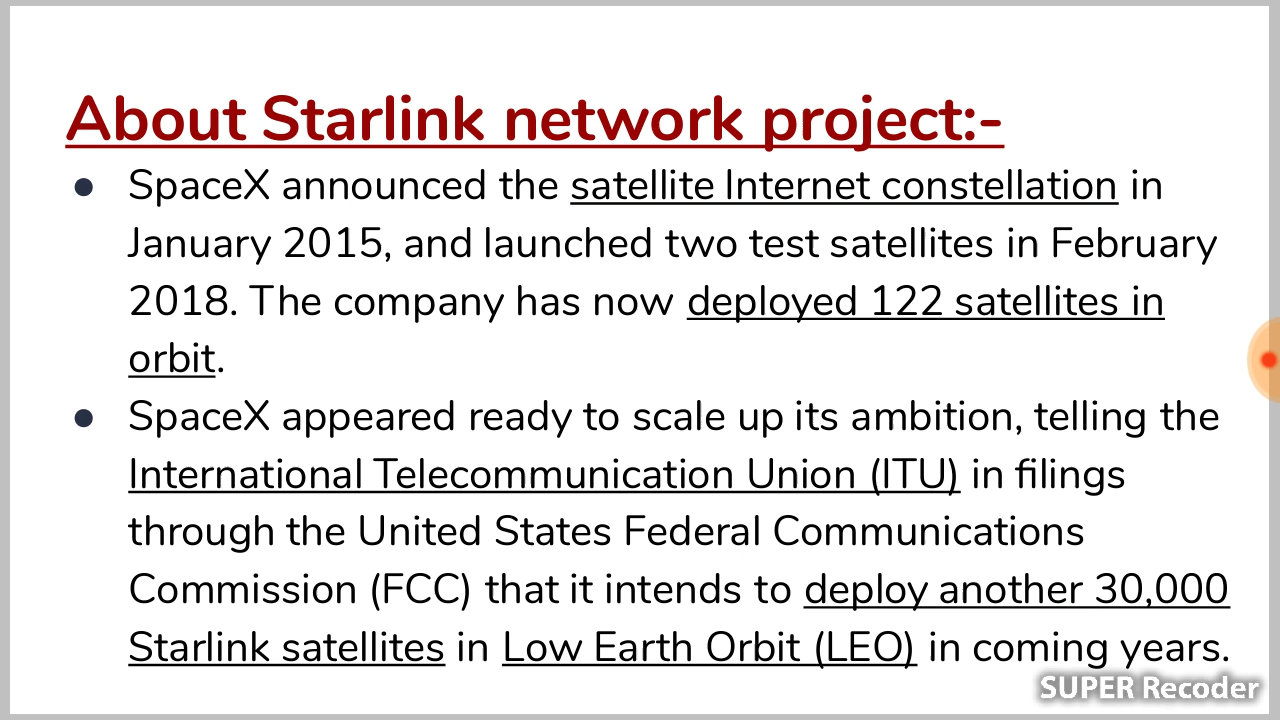 About Starlink network project:-
● SpaceX announced the satellite Internet constellation in
January 2015, and launched two test satellites in February
2018. The company has now deployed 122 satellites in
orbit.
● SpaceX appeared ready to scale up its ambition, telling the
International Telecommunication Union (ITU) in filings
through the United States Federal Communications
Commission (FCC) that it intends to deploy another 30,000
Starlink satellites in Low Earth Orbit (LEO) in coming years.
SUPER Recoder